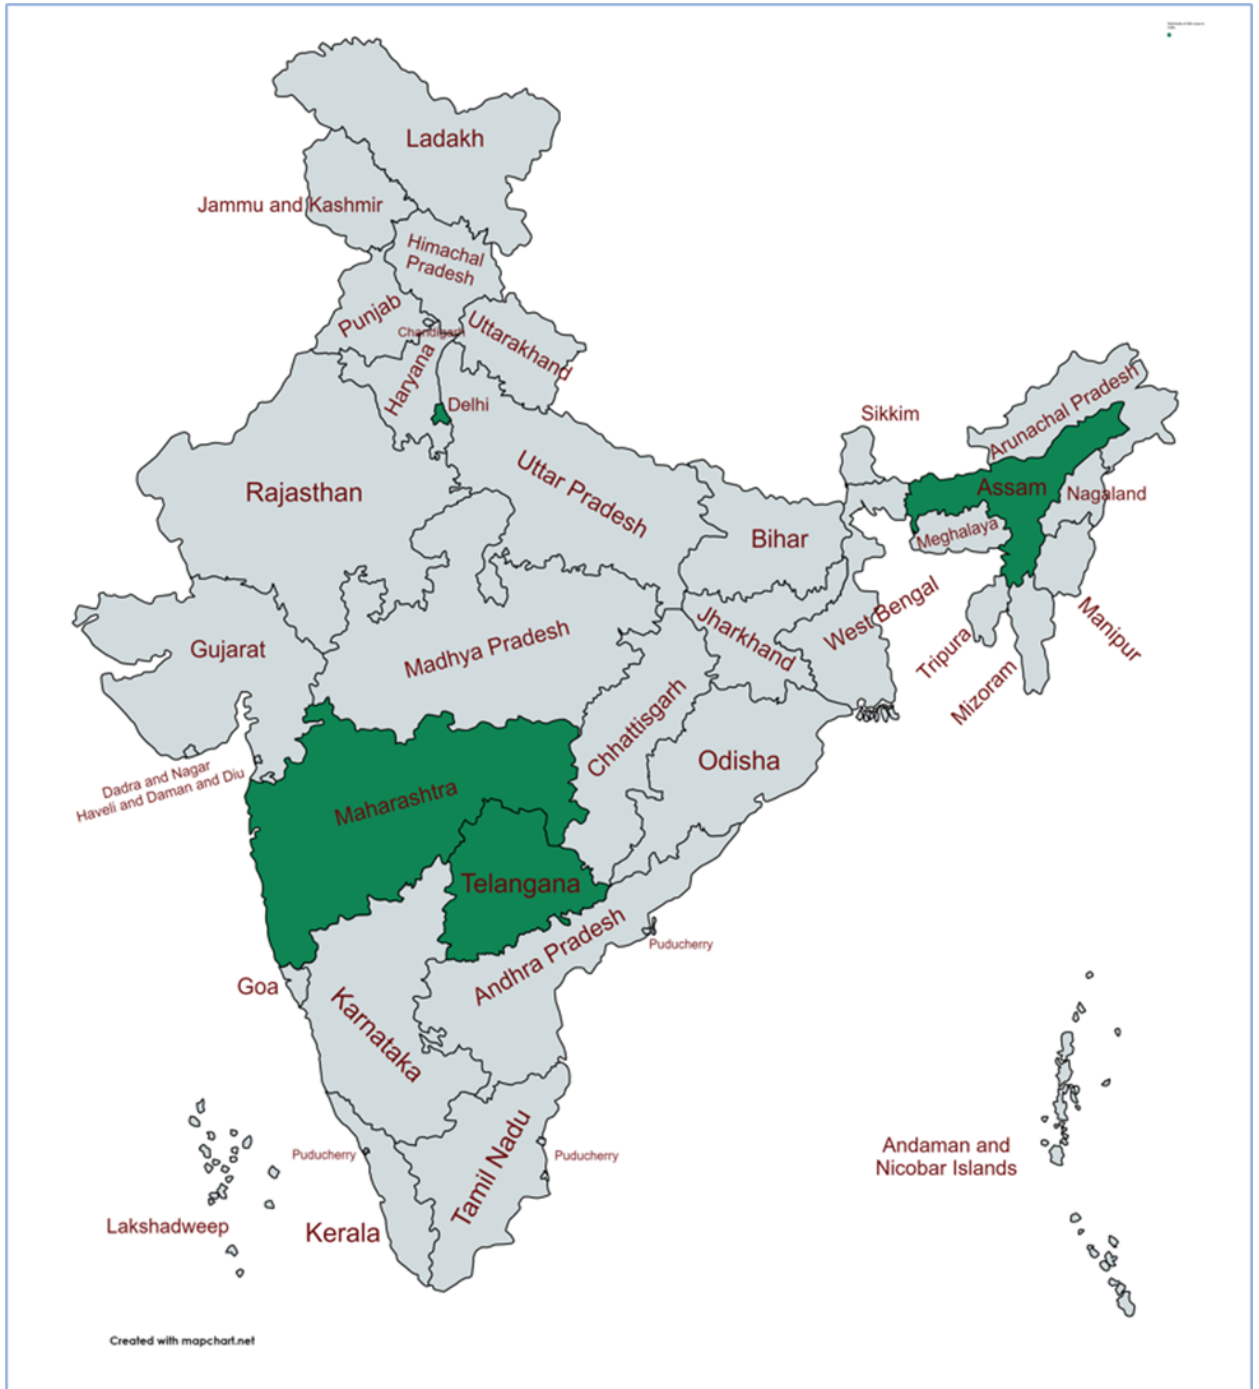 Ladakh
Jammu and Kashmir
Himachal
Pradesh
Punjab
Chandigarh
Uttarakhand
Haryana
Delhi
Sikkim
Arunachal Pradesh
Assam
Nagaland
Meghalaya
Rajasthan
Uttar Pradesh
Bihar
Manipur
Tripura
Mizoram
West Bengal
Jharkhand
Gujarat
Madhya Pradesh
Chhattisgarh
Odisha
Dadra and Nagar
Haveli and Daman and Diu
Maharashtra
Telangana
Andhra Pradesh
Puducherry
Goa
Karnataka
Andaman and
Nicobar Islands
Puducherry
Puducherry
Tamil Nadu
Lakshadweep
Kerala
Created with mapchart.net